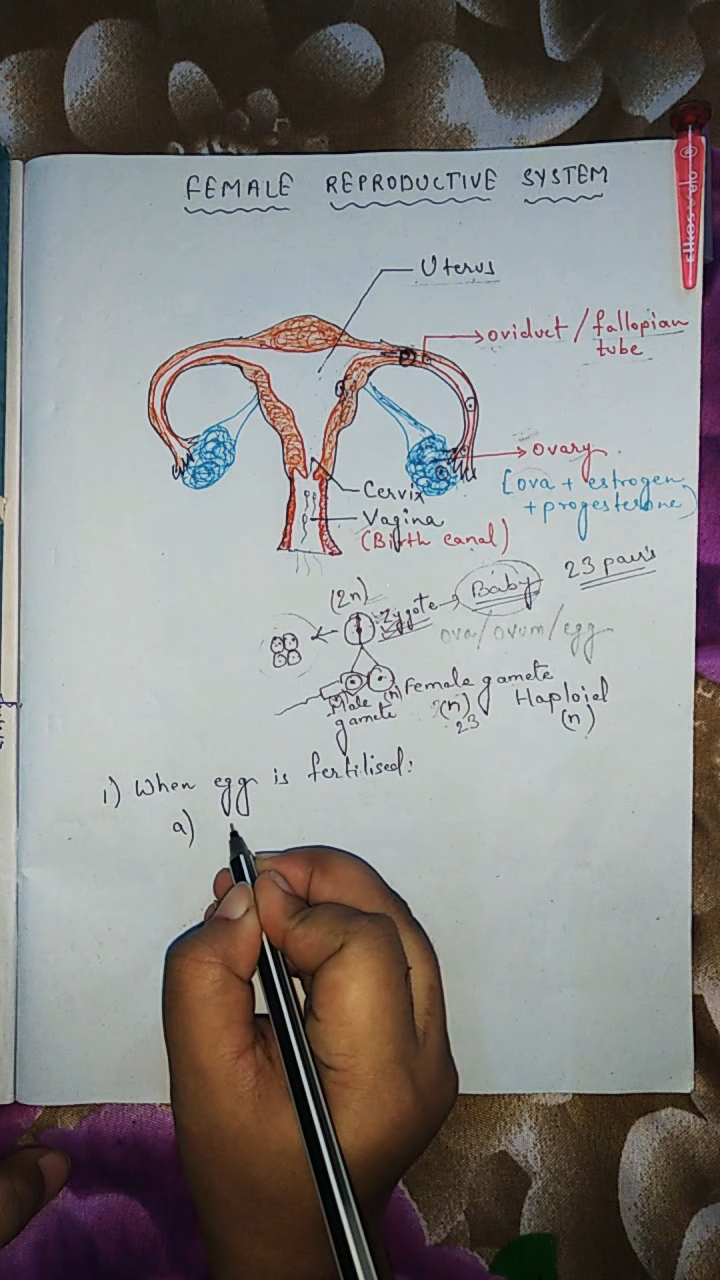 FEMALE REPRODUCTIVE SYSTEM
Uterus
oviduct / fallopian
tube
ovary
(ova + estrogen
+ progesterone)
Cervix
Vagina
(Birth canal)
(2n)
Zygote → Baby 23 pairs
ova/ovum/egg
Male
gamete
(n)
Female gamete
(n)
23
Haploid
(n)
1) When egg is fertilised:
a)